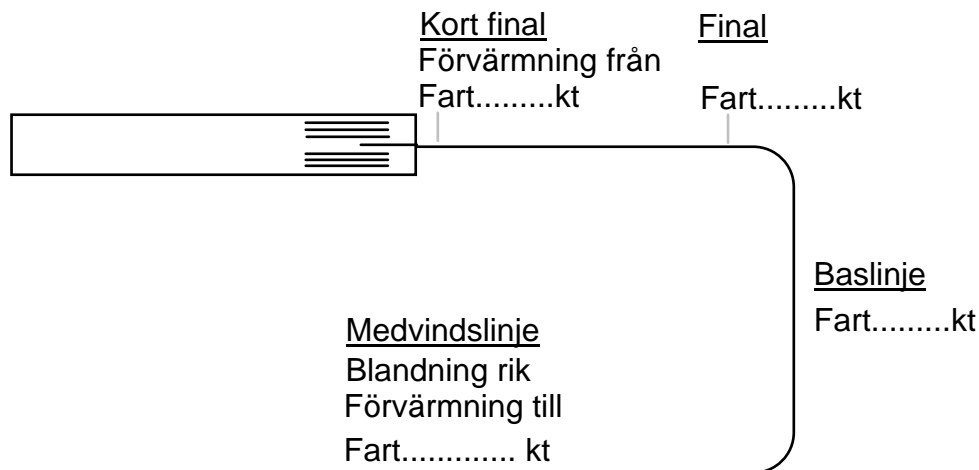 Kort final
Förvärmning från
Fart.........kt
Final
Fart.........kt
Baslinje
Fart.........kt
Medvindslinje
Blandning rik
Förvärmning till
Fart............. kt